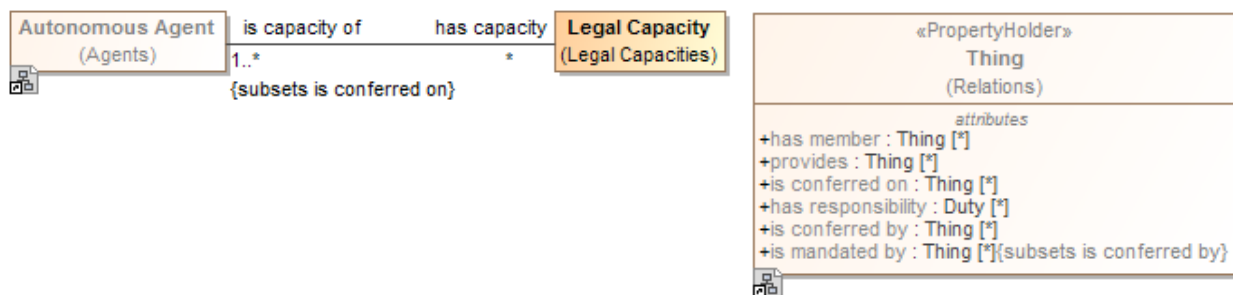 Autonomous Agent
(Agents)
is capacity of
has capacity
1..*
*
{subsets is conferred on}
Legal Capacity
(Legal Capacities)
«PropertyHolder»
Thing
(Relations)
attributes
+has member : Thing [*]
+provides : Thing [*]
+is conferred on : Thing [*]
+has responsibility : Duty [*]
+is conferred by : Thing [*]
+is mandated by : Thing [*]{subsets is conferred by}